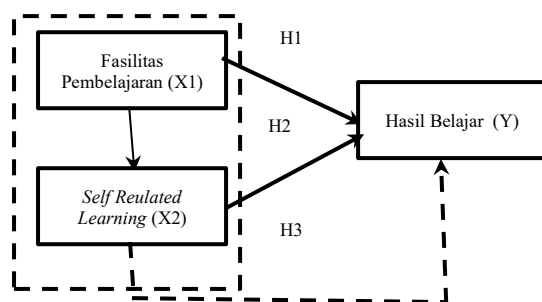 H1
Fasilitas
Pembelajaran (X1)
Hasil Belajar (Y)
H2
Self Reulated
Learning (X2)
H3